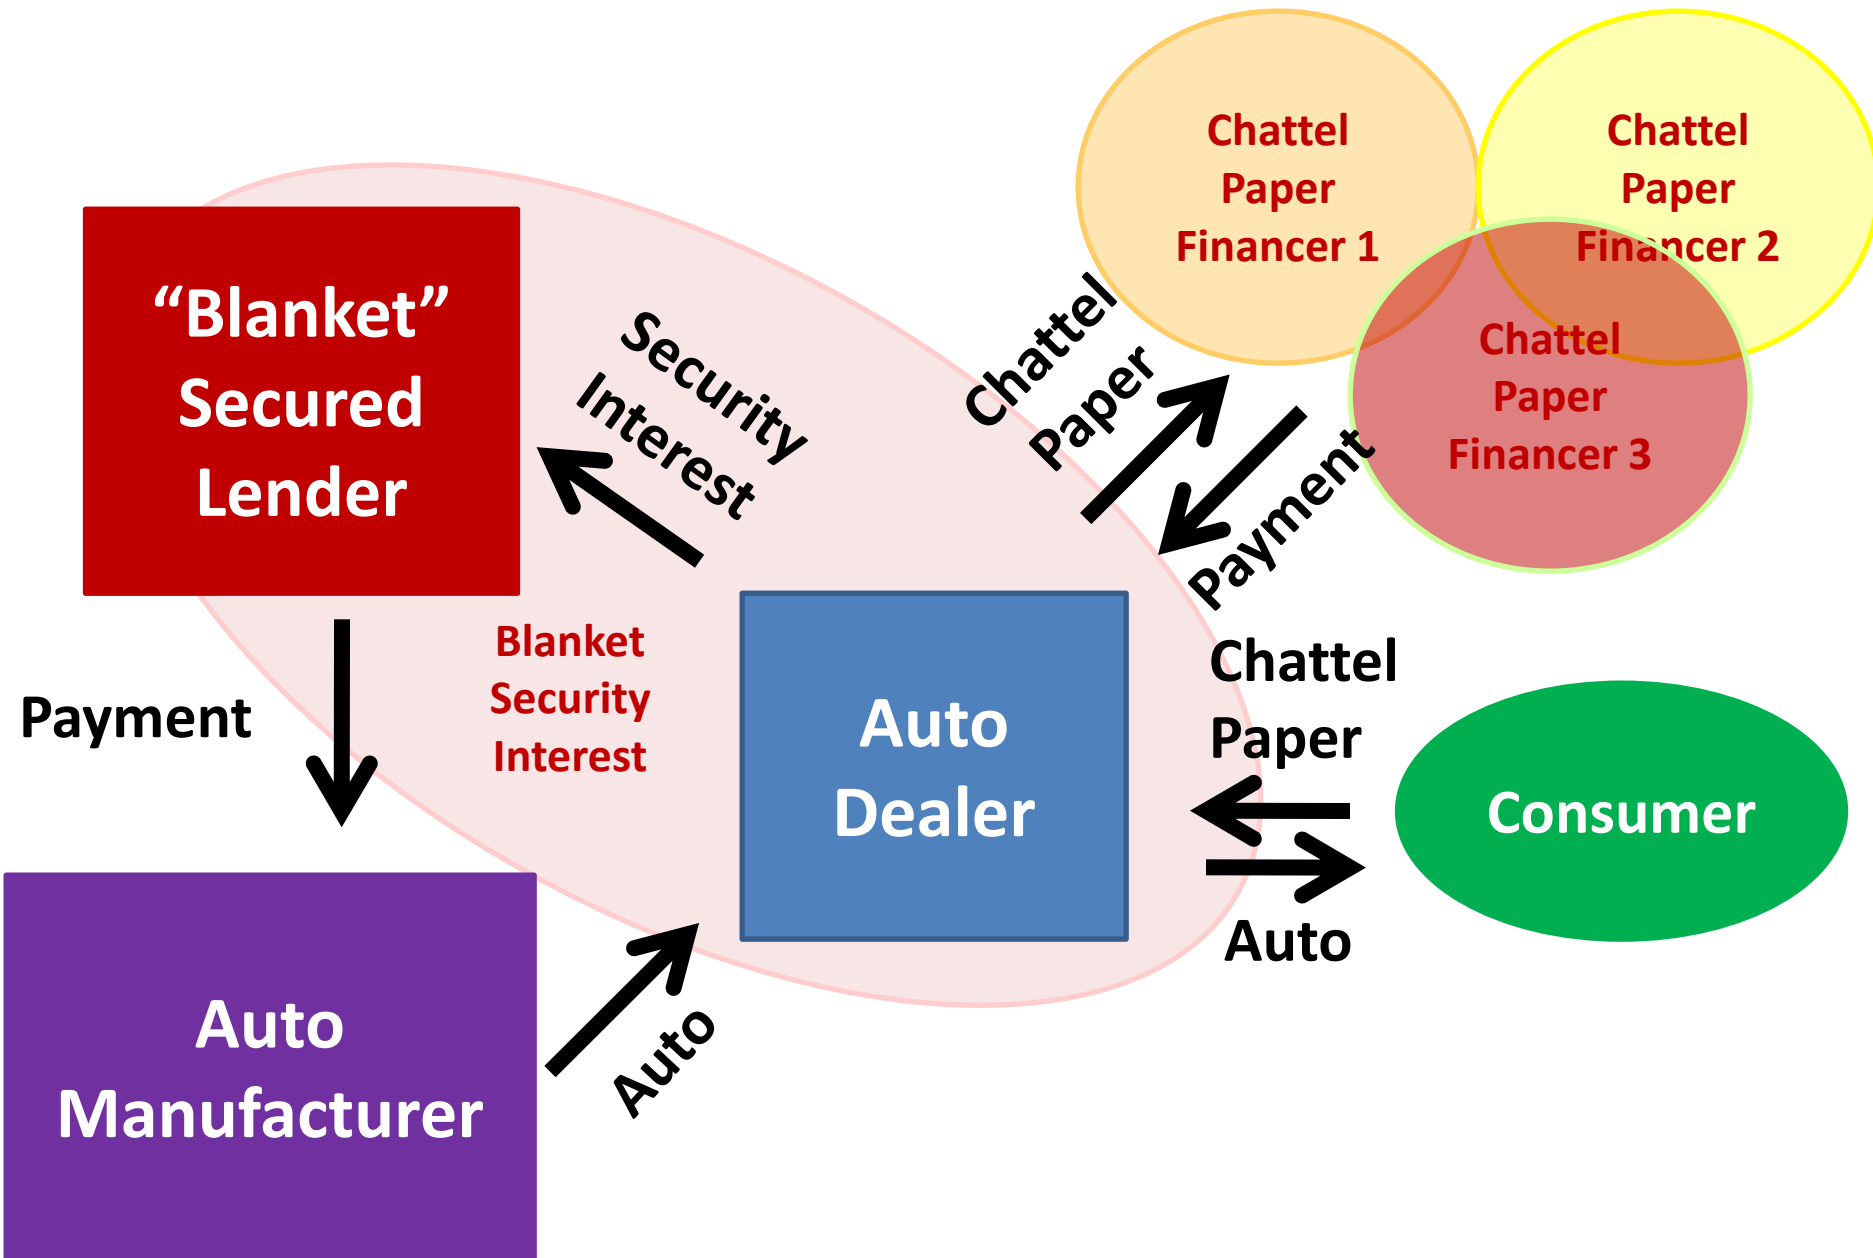 Chattel
Paper
Financer 1
Chattel
Paper
Financer 2
Chattel
Paper
Financer 3
“Blanket”
Secured
Lender
Security
Interest
Chattel
Paper
Payment
Blanket
Security
Interest
Payment
Auto
Dealer
Chattel
Paper
Consumer
Auto
Auto
Manufacturer
Auto